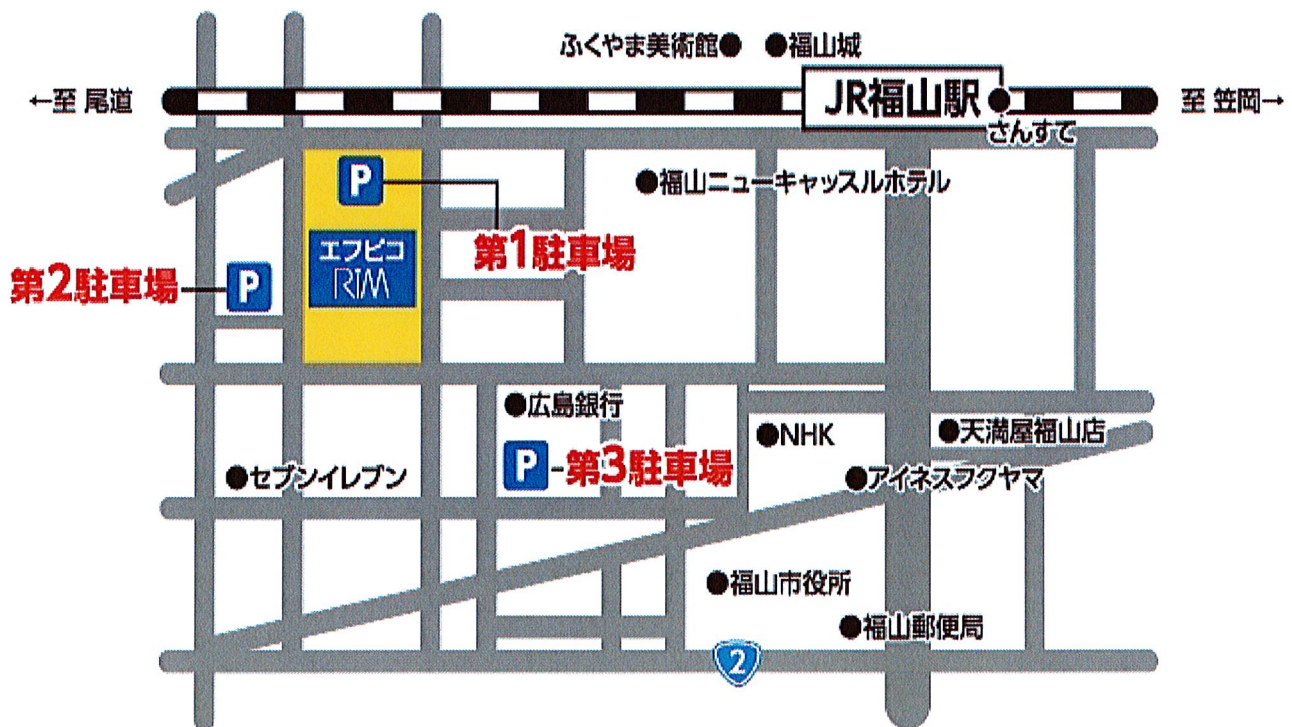 ふくやま美術館● ●福山城
←至 尾道
JR福山駅
至 笠岡→
さんすて
P
●福山ニューキャッスルホテル
第1駐車場
エフピコ
RIM
第2駐車場
P
●広島銀行
●NHK
●天満屋福山店
P
第3駐車場
●セブンイレブン
●アイネスフクヤマ
●福山市役所
●福山郵便局
2